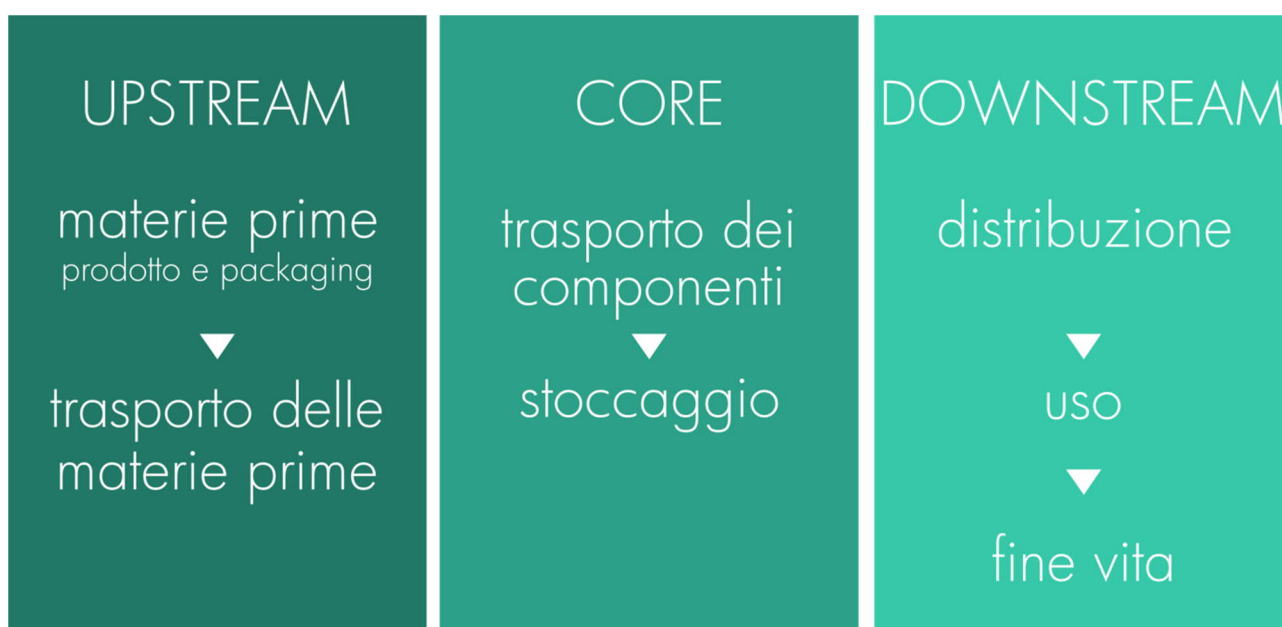 UPSTREAM
materie prime
prodotto e packaging
trasporto delle
materie prime
CORE
trasporto dei
componenti
stoccaggio
DOWNSTREAM
distribuzione
uso
fine vita